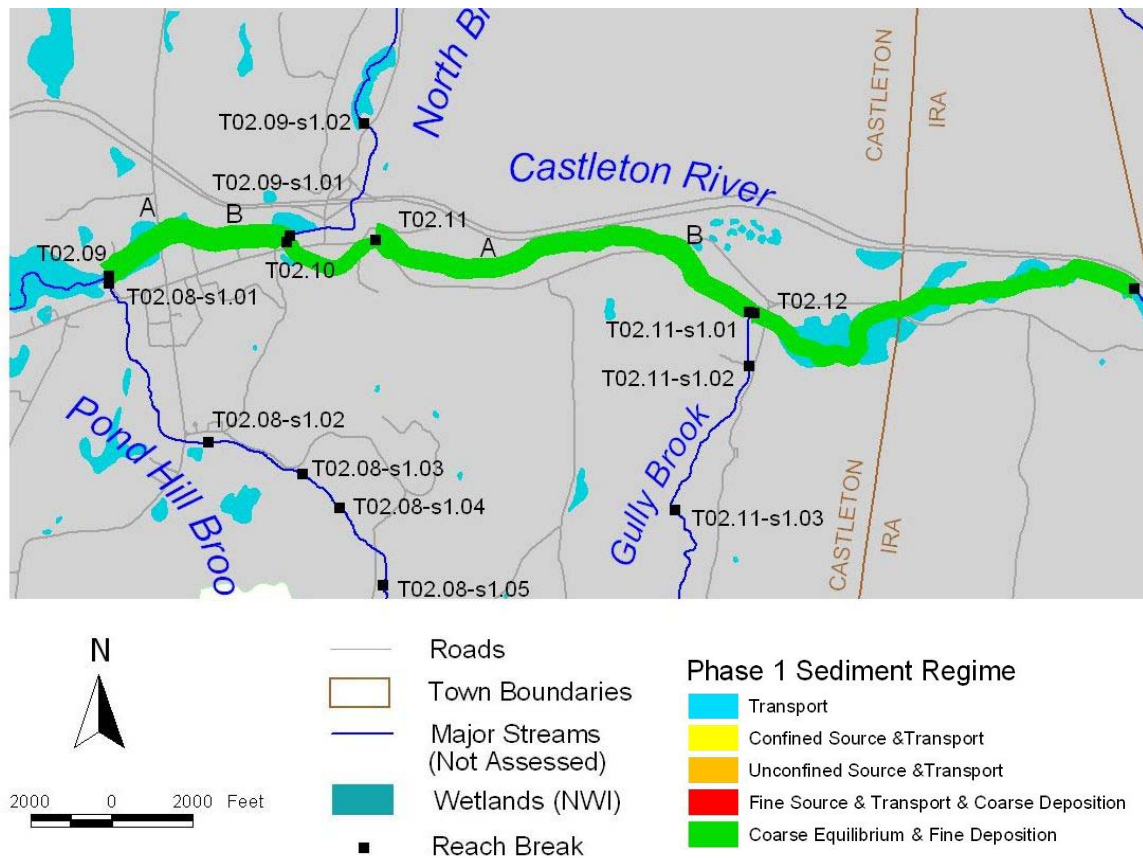 North Br
T02.09-s1.02
CASTLETON
IRA
T02.09-s1.01
Castleton River
A
B
T02.11
T02.09
T02.10
A
B
T02.08-s1.01
T02.12
T02.11-s1.01
T02.11-s1.02
Pond Hill Broo
T02.08-s1.02
T02.08-s1.03
T02.08-s1.04
Gully Brook
T02.11-s1.03
CASTLETON
IRA
T02.08-s1.05
N
2000 0 2000 Feet
Roads
Town Boundaries
Major Streams
(Not Assessed)
Wetlands (NWI)
Reach Break
Phase 1 Sediment Regime
Transport
Confined Source &Transport
Unconfined Source &Transport
Fine Source & Transport & Coarse Deposition
Coarse Equilibrium & Fine Deposition